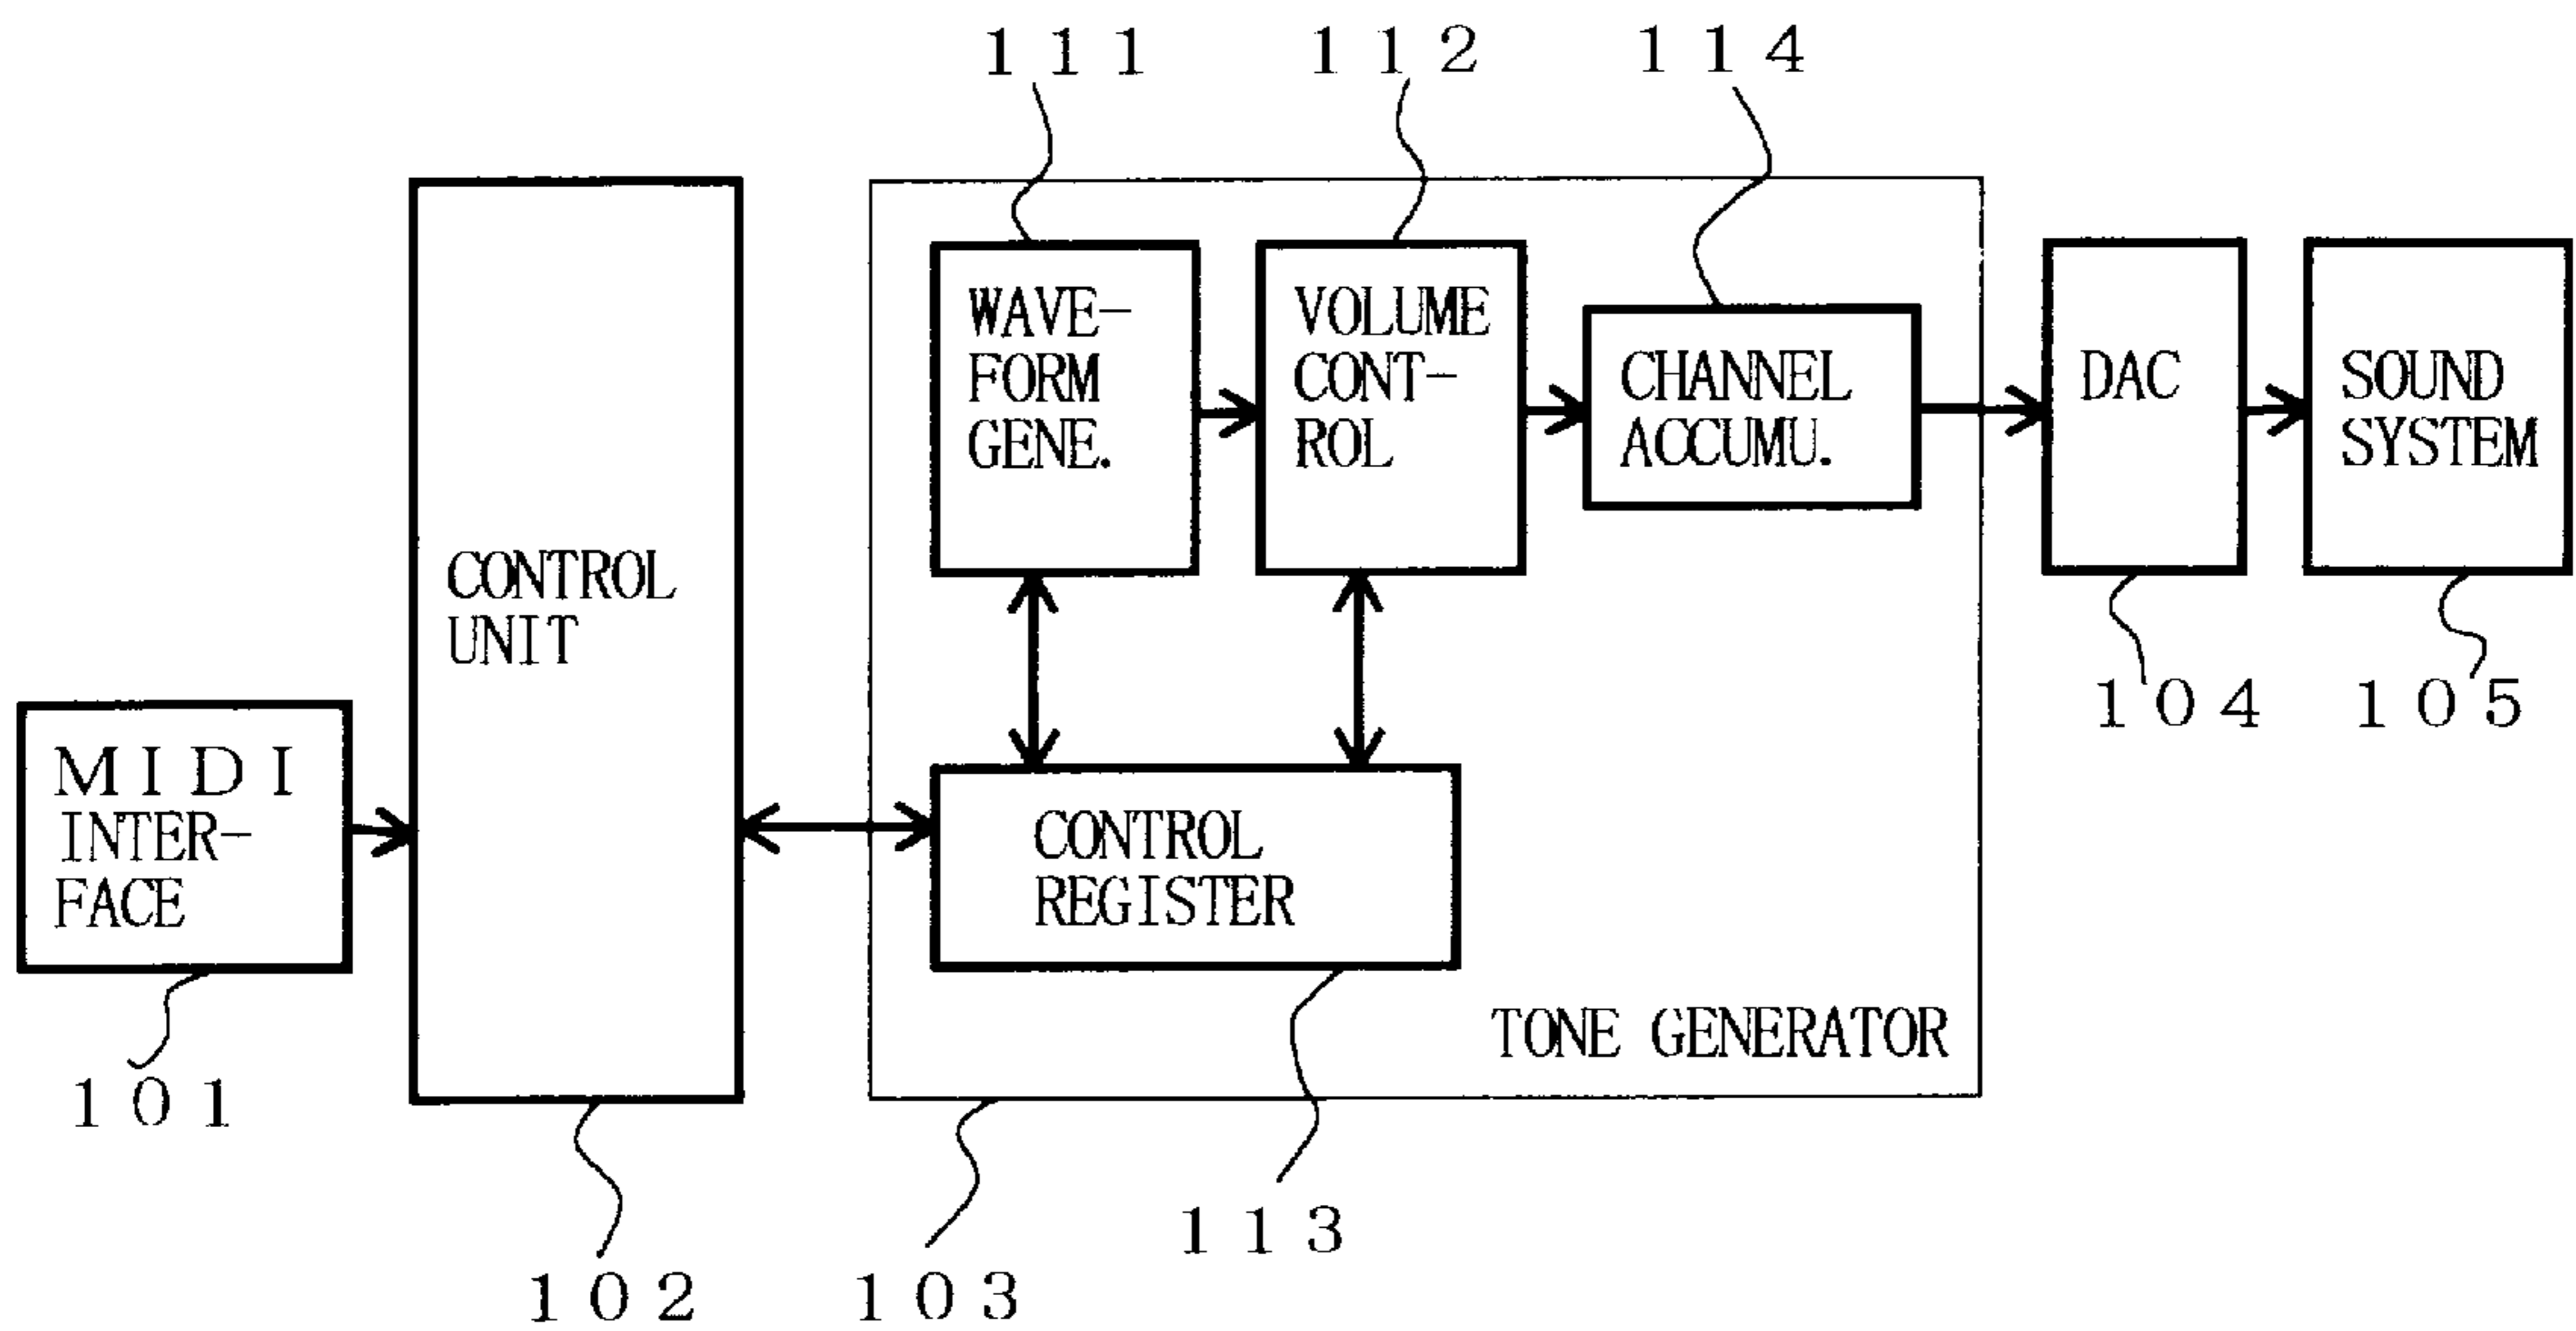 111
112
114
WAVE-
FORM
GENE.
VOLUME
CONT-
ROL
CHANNEL
ACCUMU.
DAC
SOUND
SYSTEM
CONTROL
UNIT
104
105
MIDI
INTER-
FACE
CONTROL
REGISTER
TONE GENERATOR
101
113
102
103